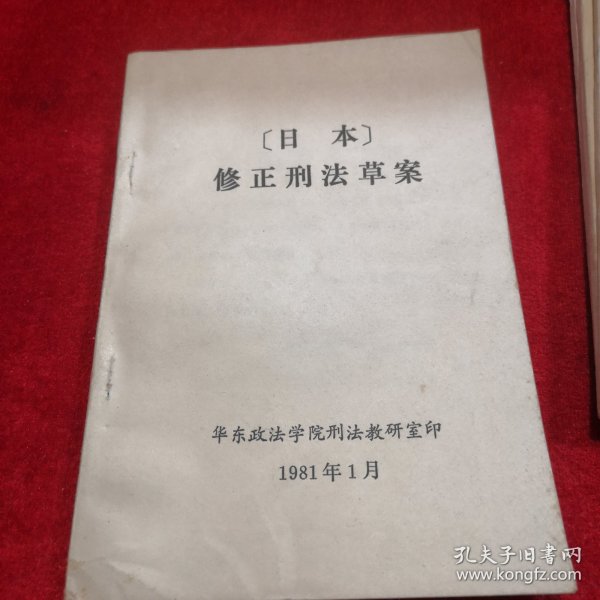 〔日 本〕
修正刑法草案
华东政法学院刑法教研室印
1981年1月
孔夫子旧书网
www.kongfz.com